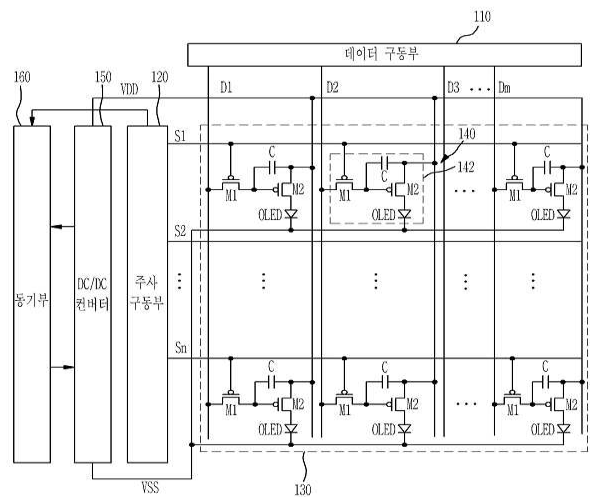 110
데이터 구동부
160
150
120
VDD
D1
D2
D3
...
Dm
S1
140
142
C
C
C
M1
M2
M1
M2
M1
M2
...
OLED
OLED
OLED
S2
동기부
DC/DC
컨버터
주사
구동부
Sn
C
C
C
M1
M2
M1
M2
M1
M2
...
OLED
OLED
OLED
VSS
130